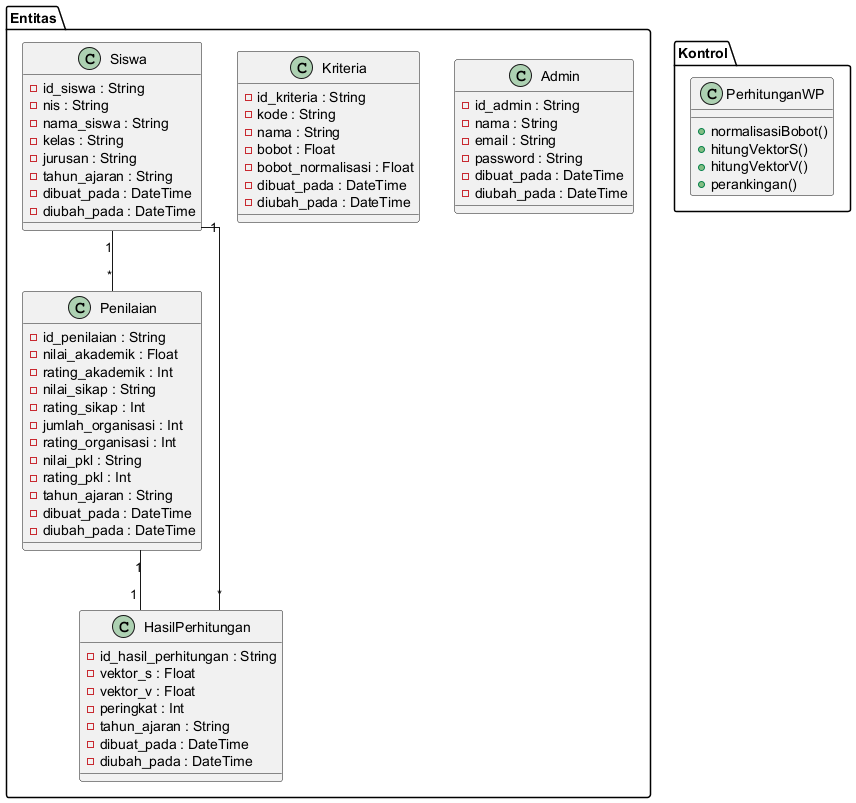 Entitas
C Siswa
id_siswa : String
nis : String
nama_siswa : String
kelas : String
jurusan : String
tahun_ajaran : String
dibuat_pada : DateTime
diubah_pada : DateTime
C Kriteria
id_kriteria : String
kode : String
nama : String
bobot : Float
bobot_normalisasi : Float
dibuat_pada : DateTime
diubah_pada : DateTime
C Admin
id_admin : String
nama : String
email : String
password : String
dibuat_pada : DateTime
diubah_pada : DateTime
Kontrol
C PerhitunganWP
normalisasiBobot()
hitungVektorS()
hitungVektorV()
perankingan()
1
1
*
C Penilaian
id_penilaian : String
nilai_akademik : Float
rating_akademik : Int
nilai_sikap : String
rating_sikap : Int
jumlah_organisasi : Int
rating_organisasi : Int
nilai_pkl : String
rating_pkl : Int
tahun_ajaran : String
dibuat_pada : DateTime
diubah_pada : DateTime
1
1
*
C HasilPerhitungan
id_hasil_perhitungan : String
vektor_s : Float
vektor_v : Float
peringkat : Int
tahun_ajaran : String
dibuat_pada : DateTime
diubah_pada : DateTime